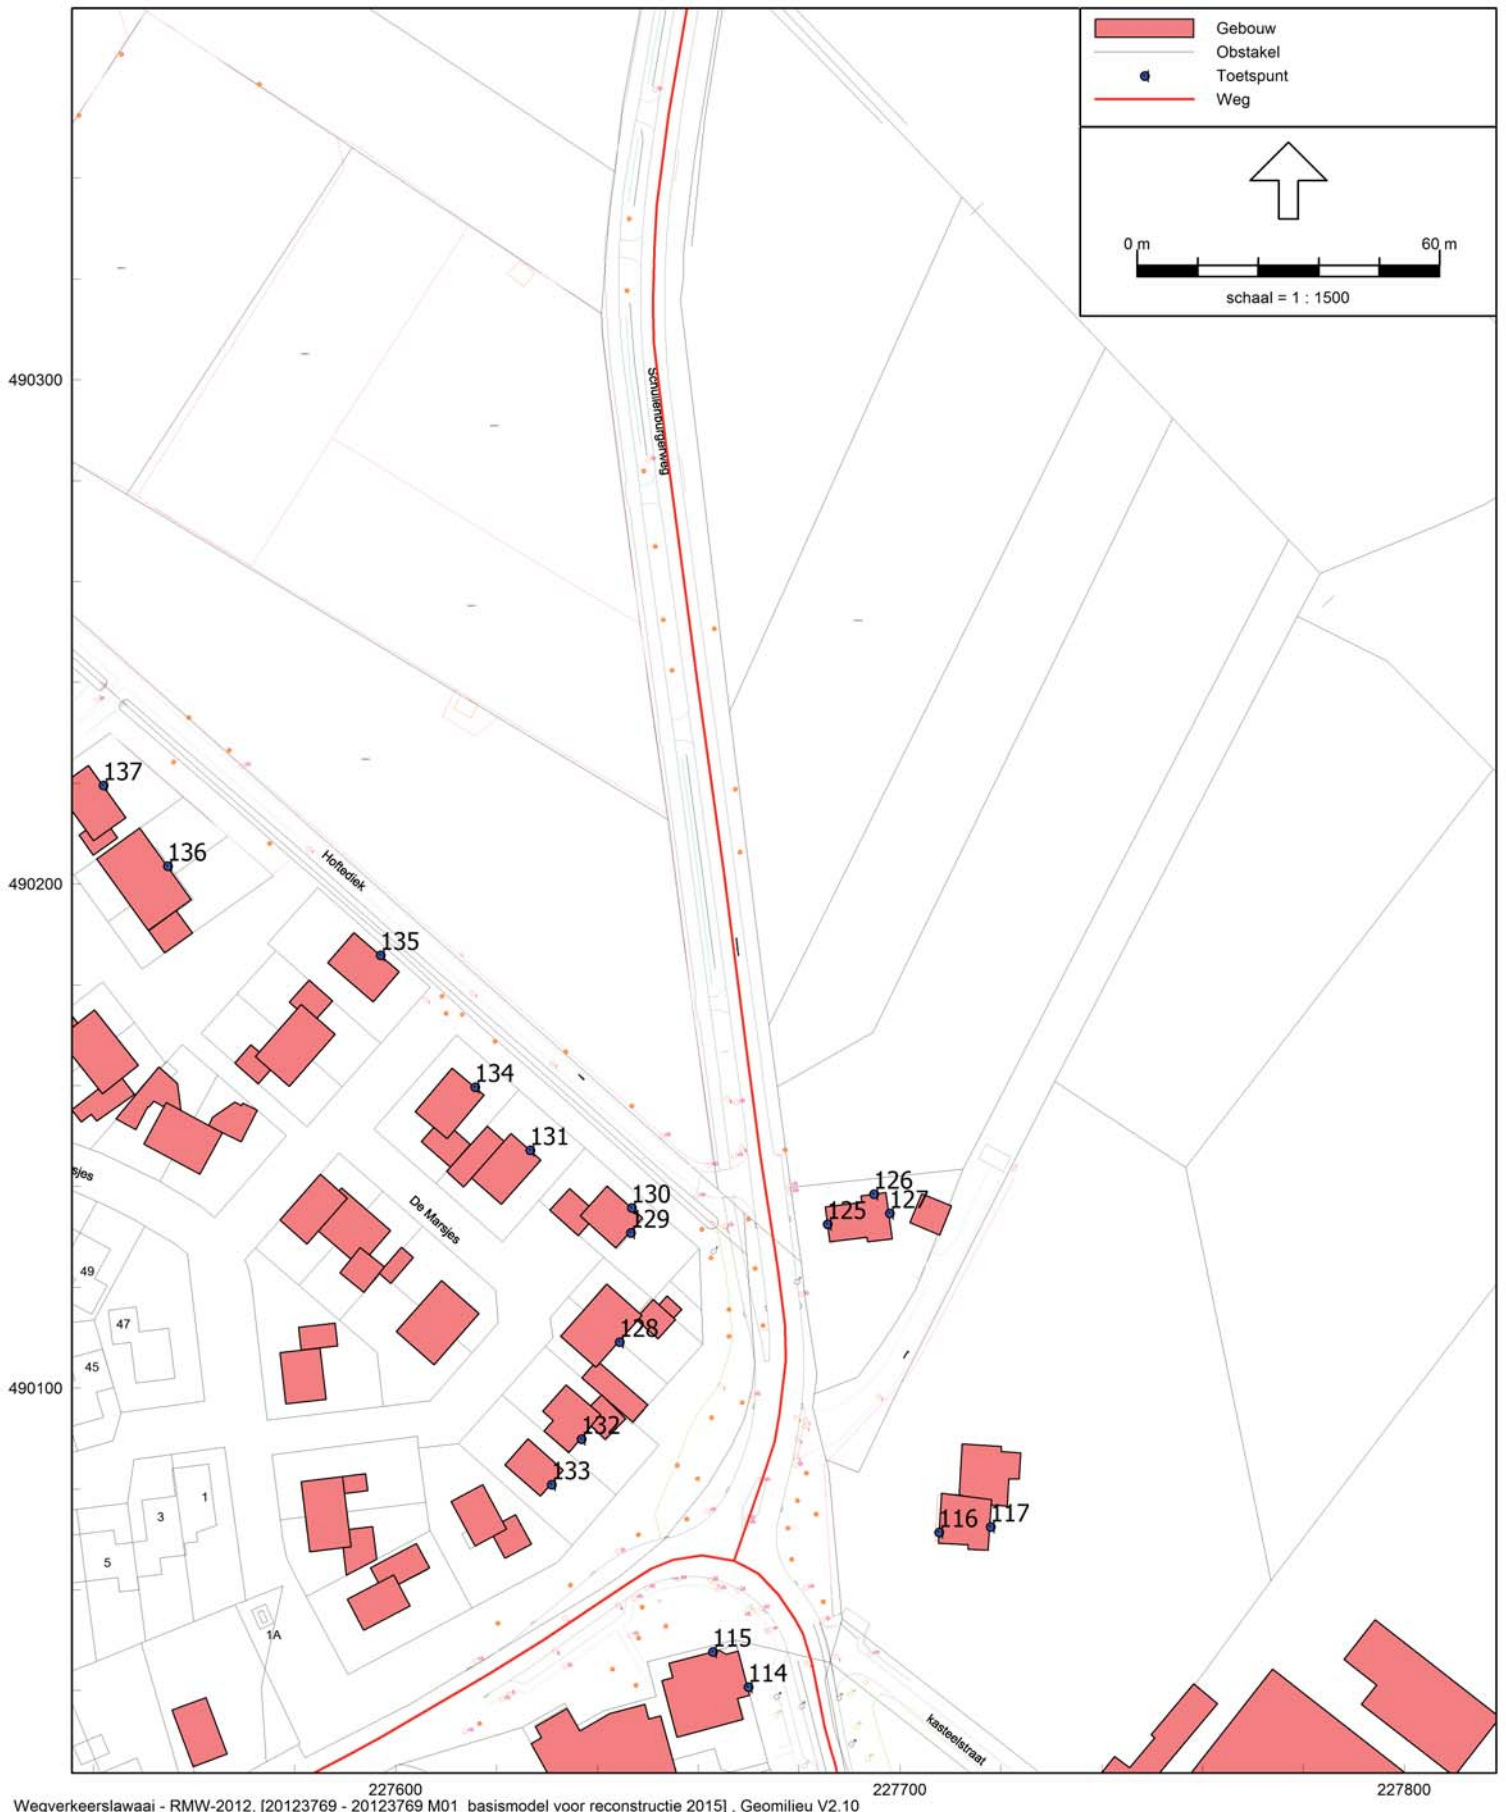 Gebouw
Obstakel
Toetspunt
Weg
0 m 60 m
schaal = 1 : 1500
490300
Schuilenburgerweg
137
136
Hoftediek
490200
135
134
131
126
130
127
125
129
sjes
De Marsjes
49
47
128
45
490100
132
133
1
3
116
117
5
1A
115
114
kasteelstraat
227600
227700
227800
Wegverkeerslawaai - RMW-2012, [20123769 - 20123769 M01_basismodel voor reconstructie 2015] , Geomilieu V2.10